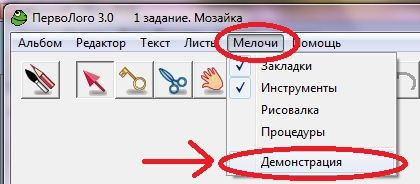 ПервоЛого 3.0 1 задание. Мозайка
Альбом Редактор Текст Листы Мелочи Помощь
Закладки
Инструменты
Рисовалка
Процедуры
Демонстрация